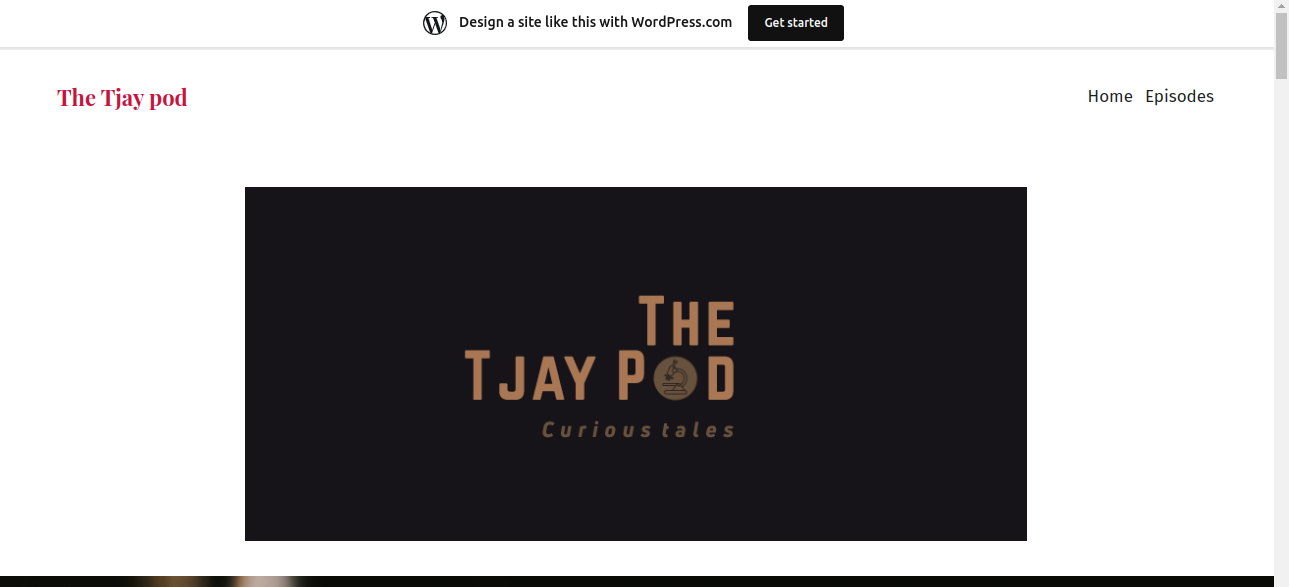 Design a site like this with WordPress.com
Get started
The Tjay pod
Home Episodes
THE
TJAY POD
Curious tales